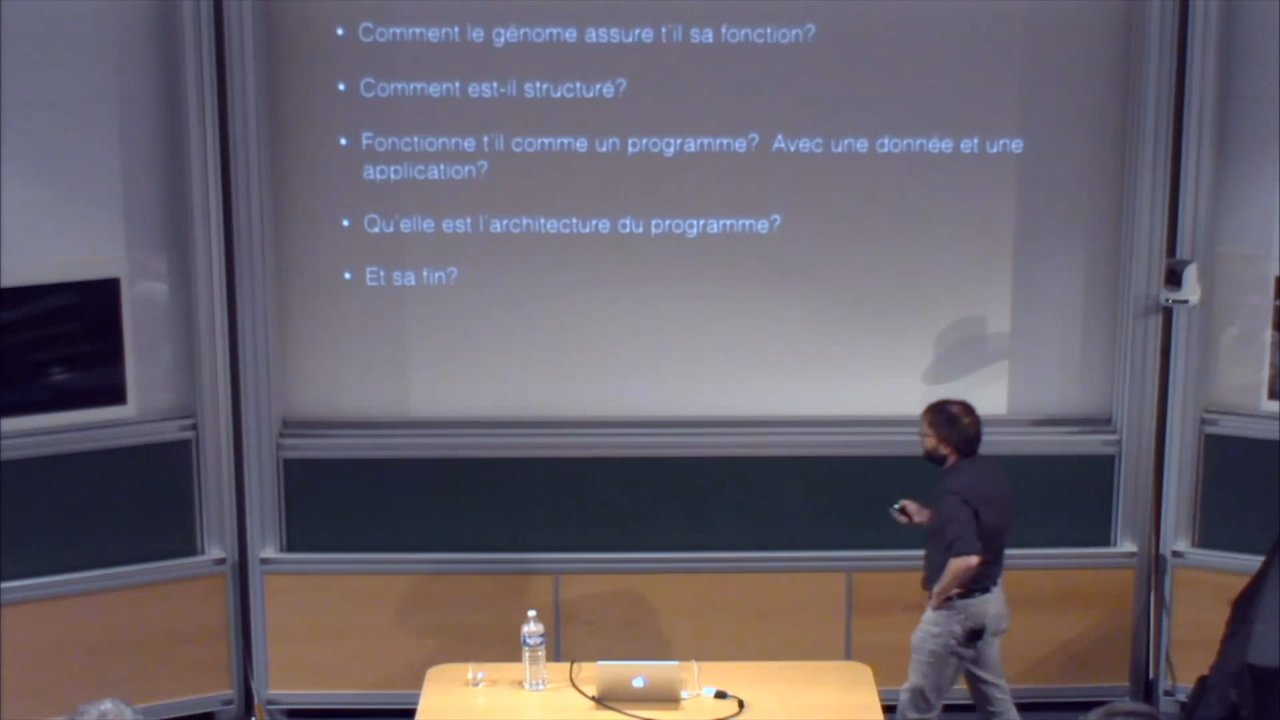 • Comment le génome assure t'il sa fonction?
• Comment est-il structuré?
• Fonctionne t'il comme un programme? Avec une donnée et une
application?
• Qu'elle est l'architecture du programme?
• Et sa fin?